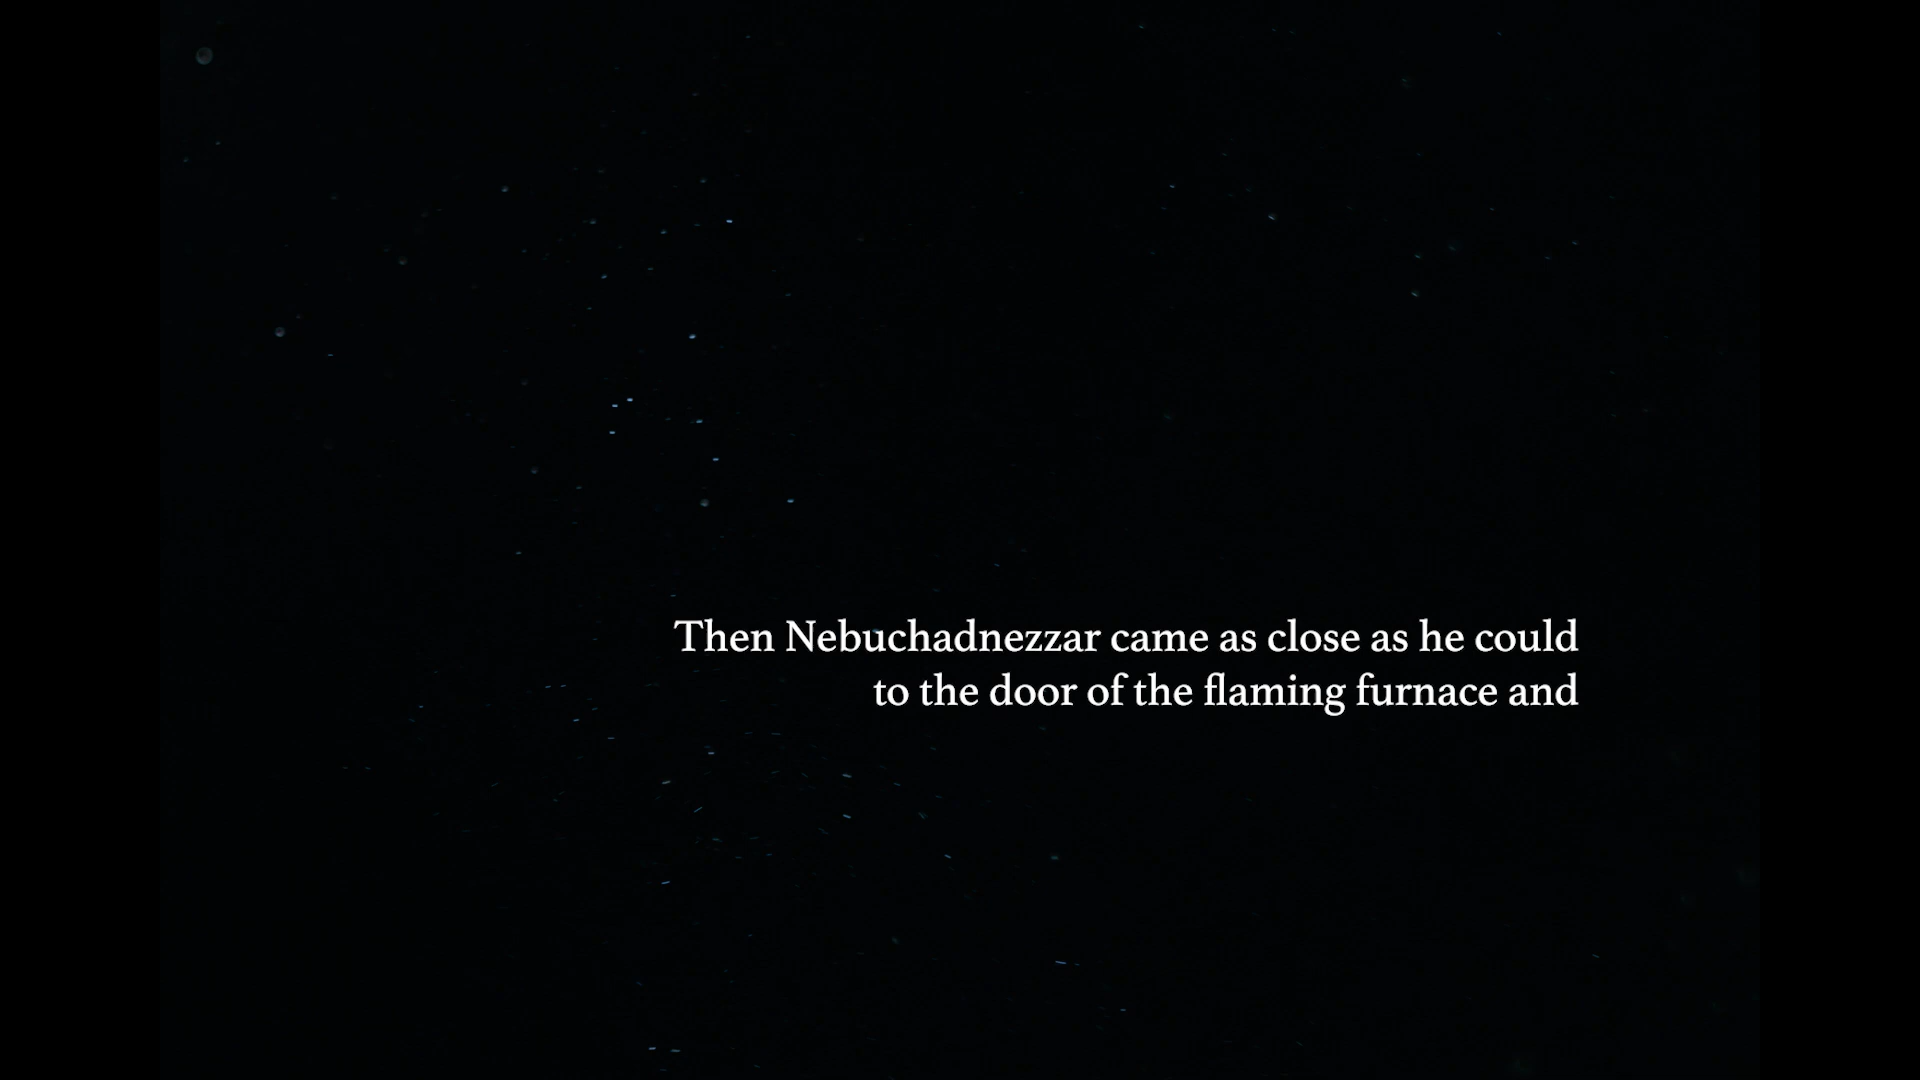 Then Nebuchadnezzar came as close as he could
to the door of the flaming furnace and